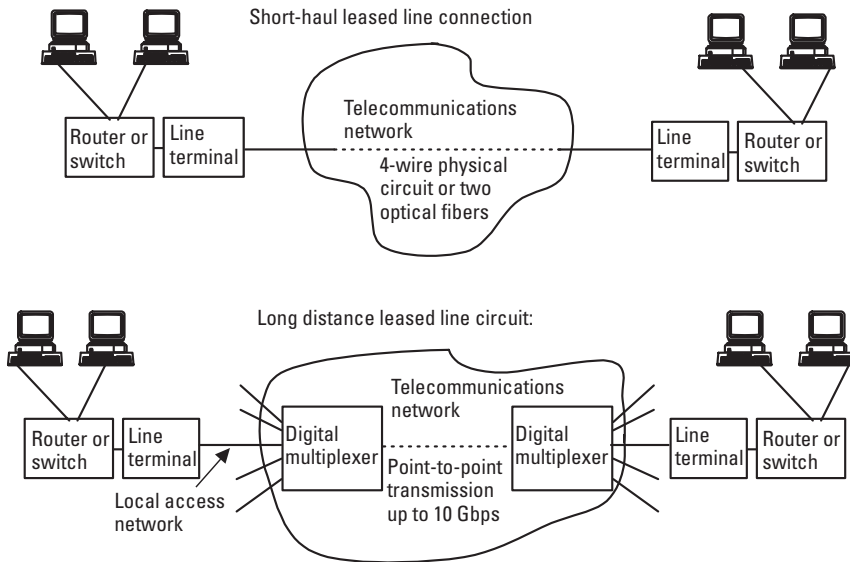 Short-haul leased line connection
Telecommunications
network
Router or
switch
Line
terminal
4-wire physical
circuit or two
optical fibers
Line
terminal
Router or
switch
Long distance leased line circuit:
Telecommunications
network
Router or
switch
Line
terminal
Digital
multiplexer
Point-to-point
transmission
up to 10 Gbps
Digital
multiplexer
Line
terminal
Router or
switch
Local access
network